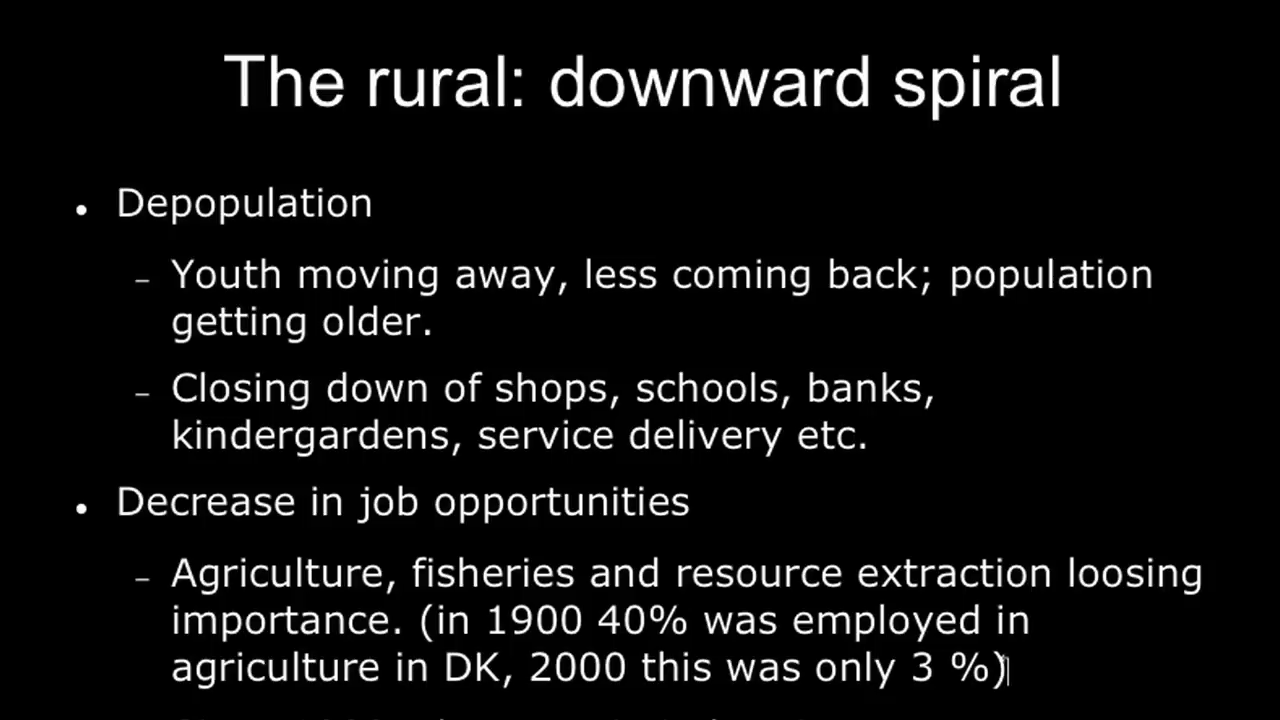 The rural: downward spiral
• Depopulation
– Youth moving away, less coming back; population
getting older.
– Closing down of shops, schools, banks,
kindergardens, service delivery etc.
• Decrease in job opportunities
– Agriculture, fisheries and resource extraction loosing
importance. (in 1900 40% was employed in
agriculture in DK, 2000 this was only 3 %)